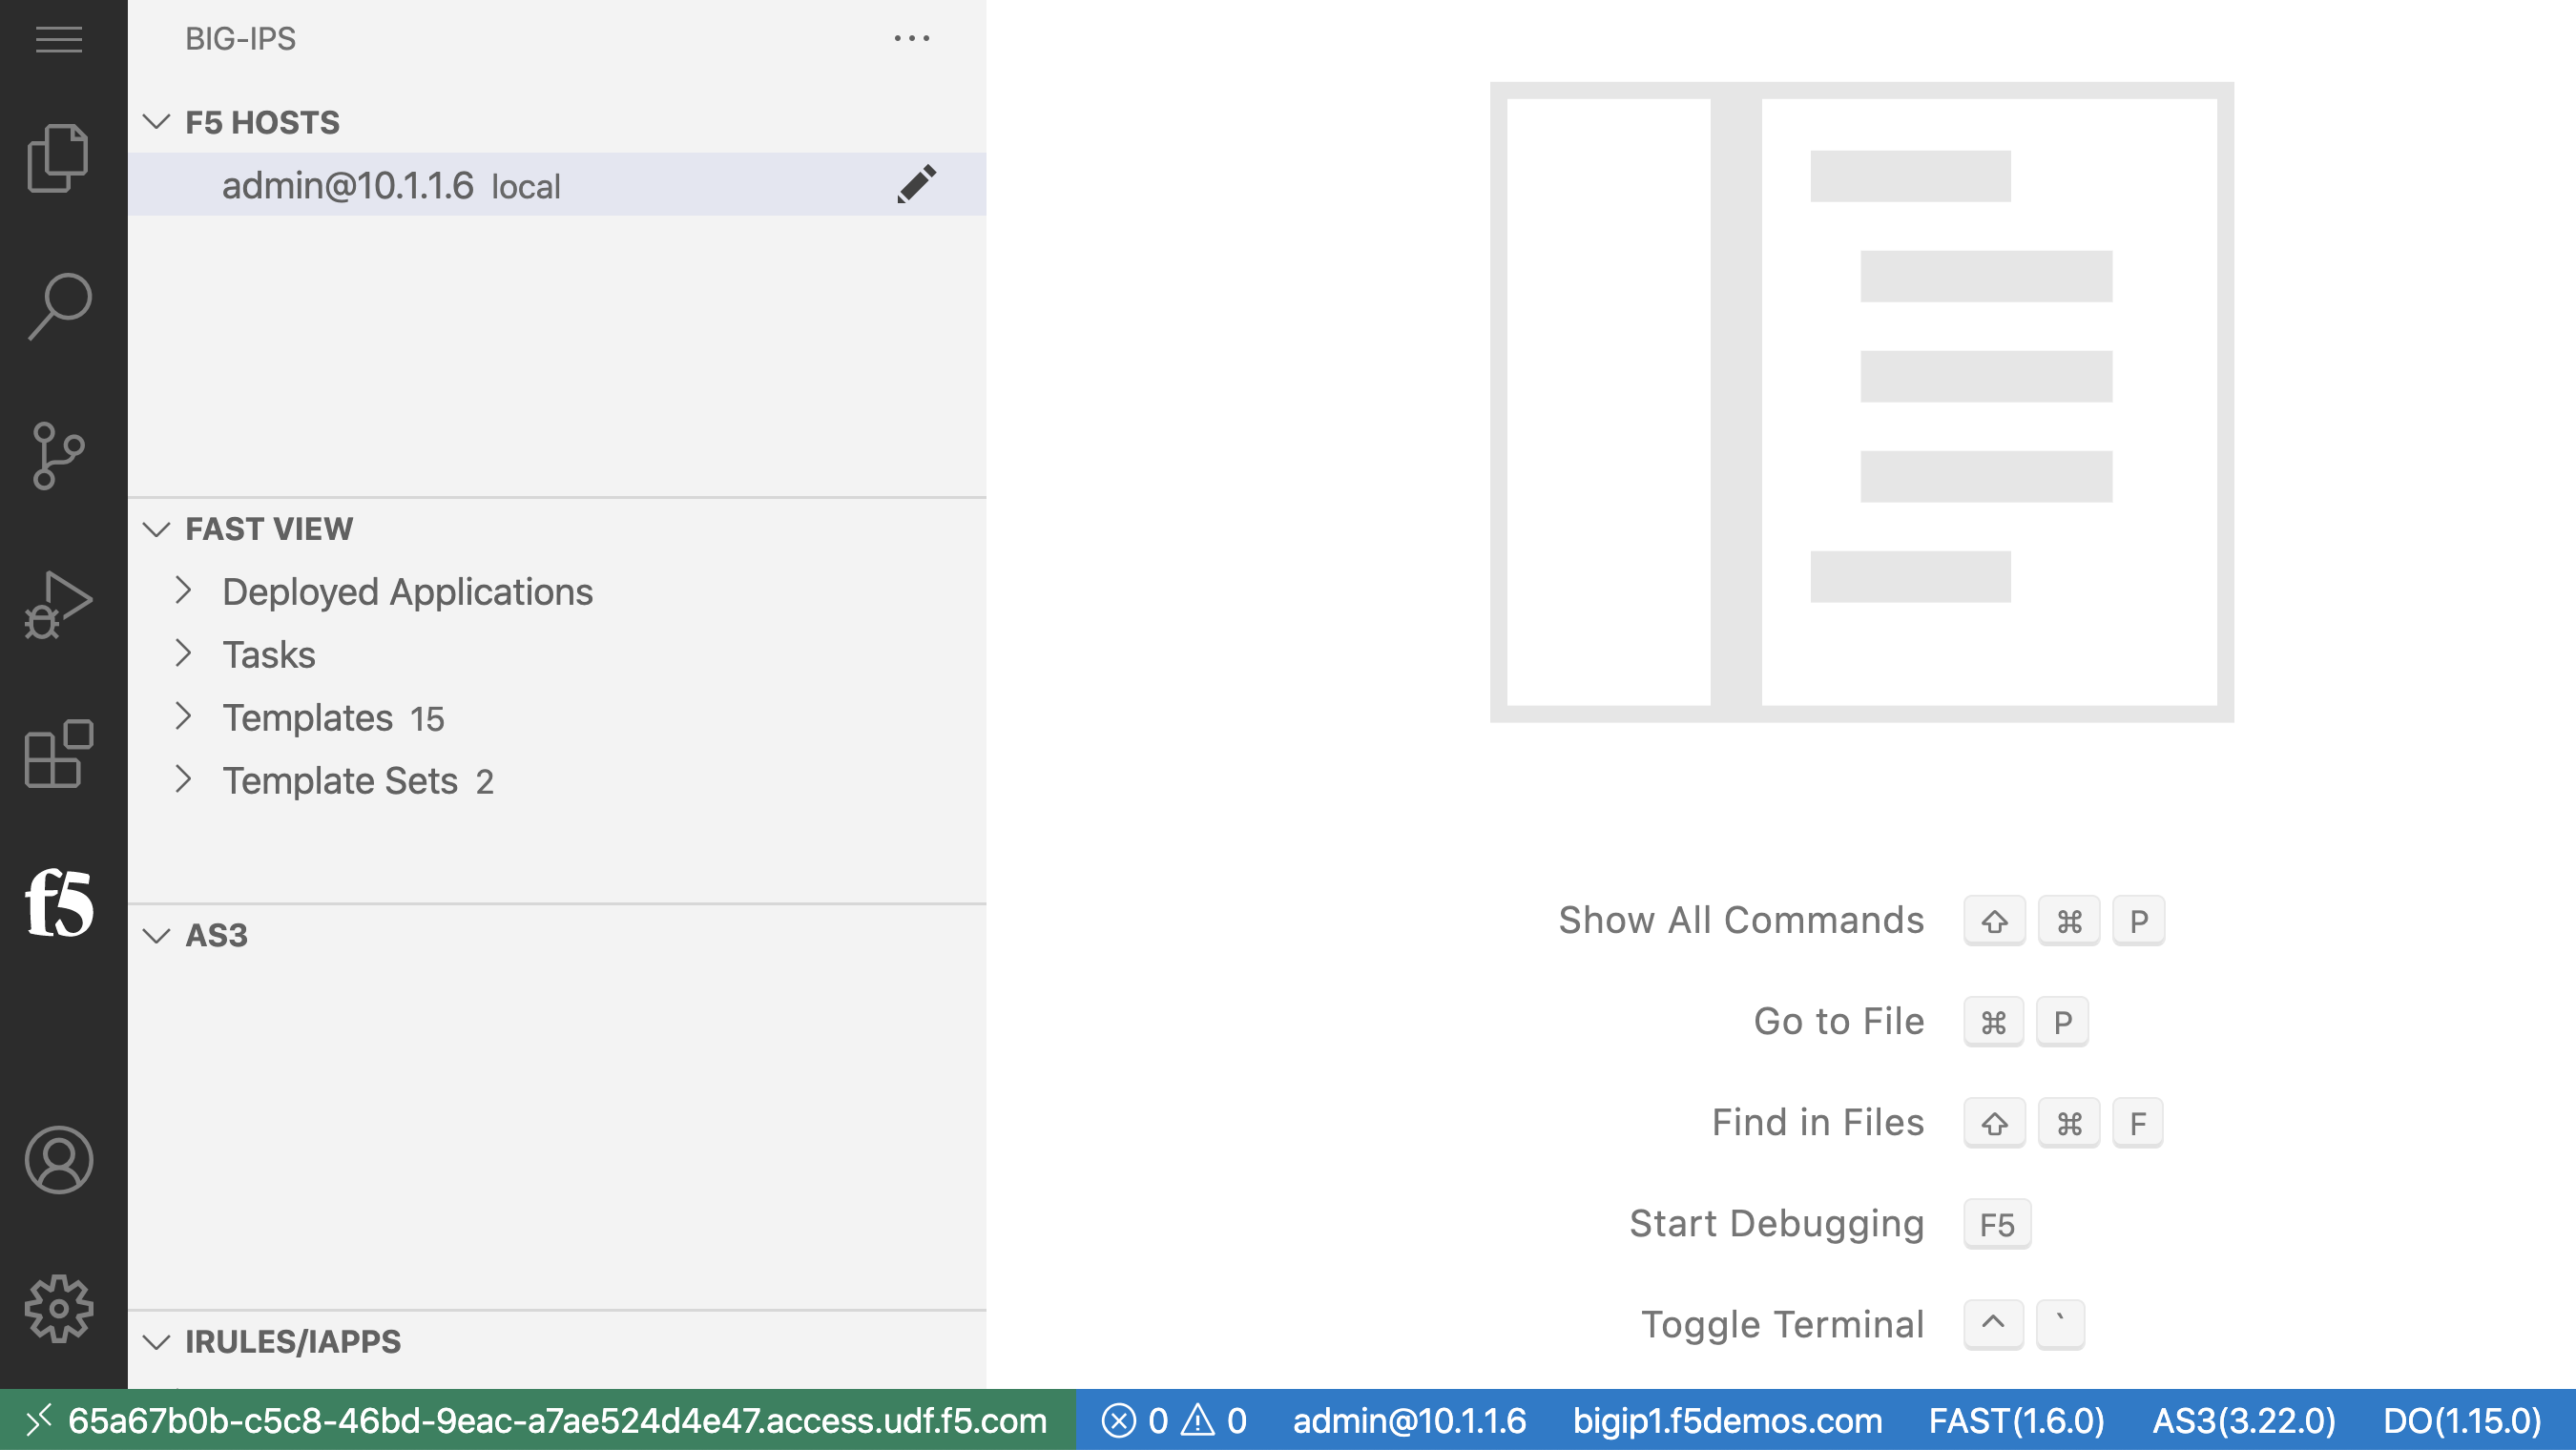 BIG-IPS
F5 HOSTS
admin@10.1.1.6 local
FAST VIEW
Deployed Applications
Tasks
Templates 15
Template Sets 2
f5
AS3
IRULES/IAPPS
Show All Commands ⇧ ⌘ P
Go to File ⌘ P
Find in Files ⇧ ⌘ F
Start Debugging F5
Toggle Terminal ^ `
65a67b0b-c5c8-46bd-9eac-a7ae524d4e47.access.udf.f5.com 0 0 admin@10.1.1.6 bigip1.f5demos.com FAST(1.6.0) AS3(3.22.0) DO(1.15.0)